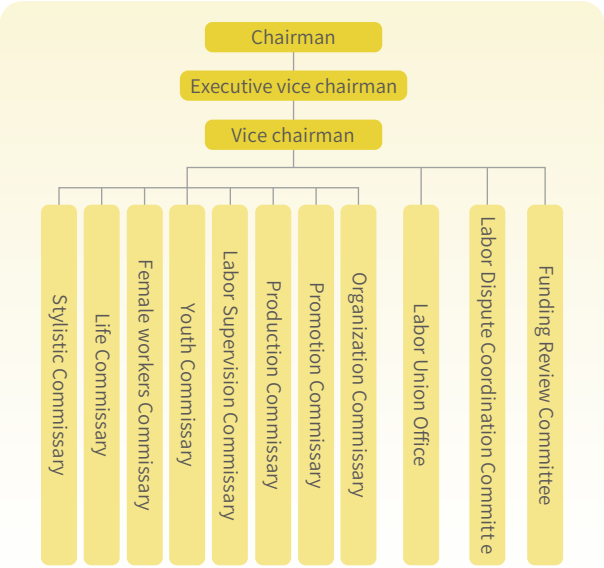 Chairman
Executive vice chairman
Vice chairman
Stylistic Commissary
Life Commissary
Female workers Commissary
Youth Commissary
Labor Supervision Commissary
Production Commissary
Promotion Commissary
Organization Commissary
Labor Union Office
Labor Dispute Coordination Committ e
Funding Review Committee